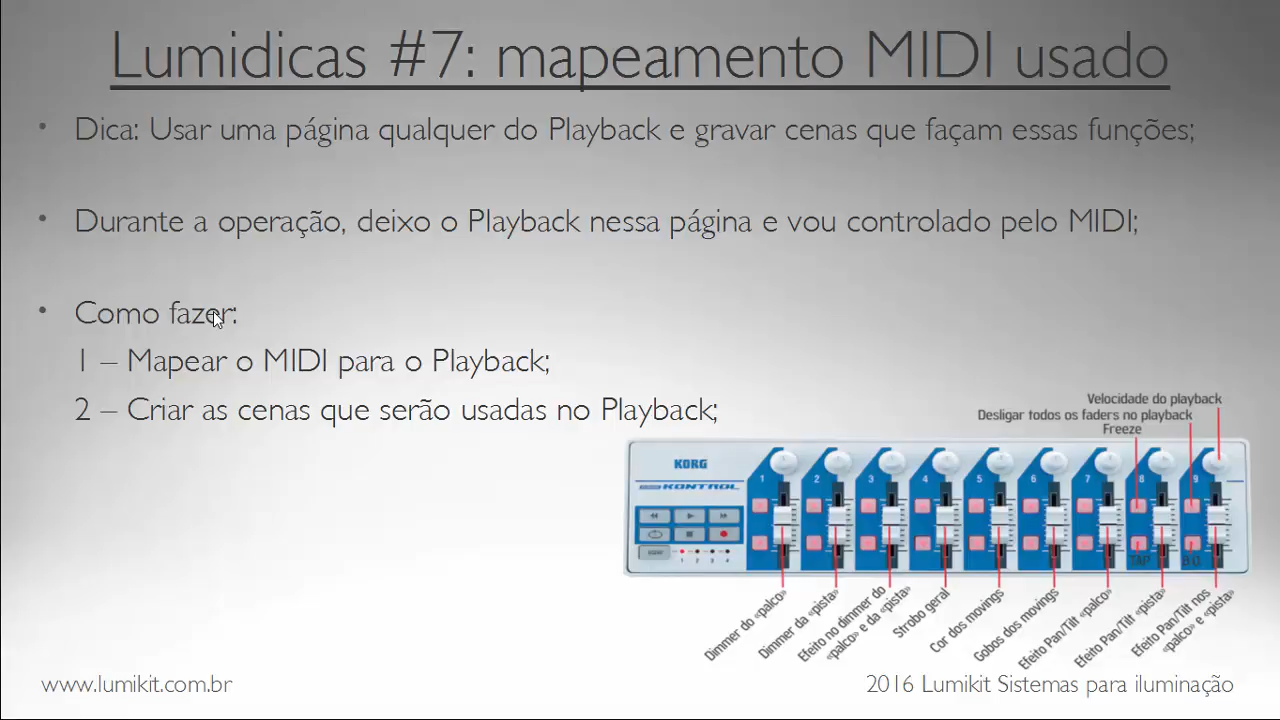 Lumidicas #7: mapeamento MIDI usado
• Dica: Usar uma página qualquer do Playback e gravar cenas que façam essas funções;
• Durante a operação, deixo o Playback nessa página e vou controlado pelo MIDI;
• Como fazer:
1 – Mapear o MIDI para o Playback;
2 – Criar as cenas que serão usadas no Playback;
Velocidade do playback
Desligar todos os faders no playback
Freeze
KORG
KONTROL
1 2 3 4 5 6 7 8 9
1 2 3 4
TAP
B.O
Dimmer do «palco»
Dimmer da «pista»
Efeito no dimmer do
«palco» e da «pista»
Strobo geral
Cor dos movings
Gobos dos movings
Efeito Pan/Tilt «palco»
Efeito Pan/Tilt «pista»
Efeito Pan/Tilt nos
«palco» e «pista»
www.lumikit.com.br
2016 Lumikit Sistemas para iluminação